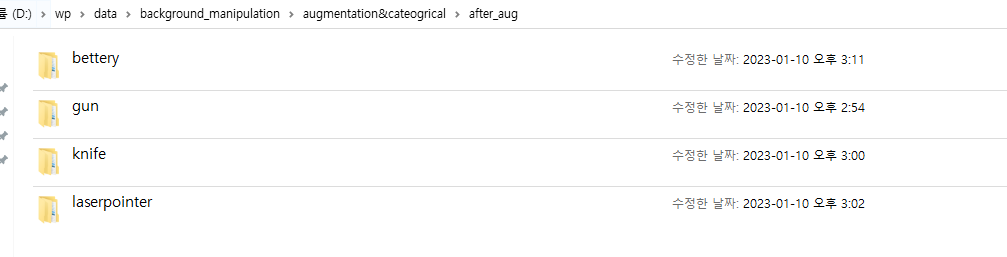 (D:) > wp > data > background_manipulation > augmentation&cateogrical > after_aug
bettery 수정한 날짜: 2023-01-10 오후 3:11
gun 수정한 날짜: 2023-01-10 오후 2:54
knife 수정한 날짜: 2023-01-10 오후 3:00
laserpointer 수정한 날짜: 2023-01-10 오후 3:02